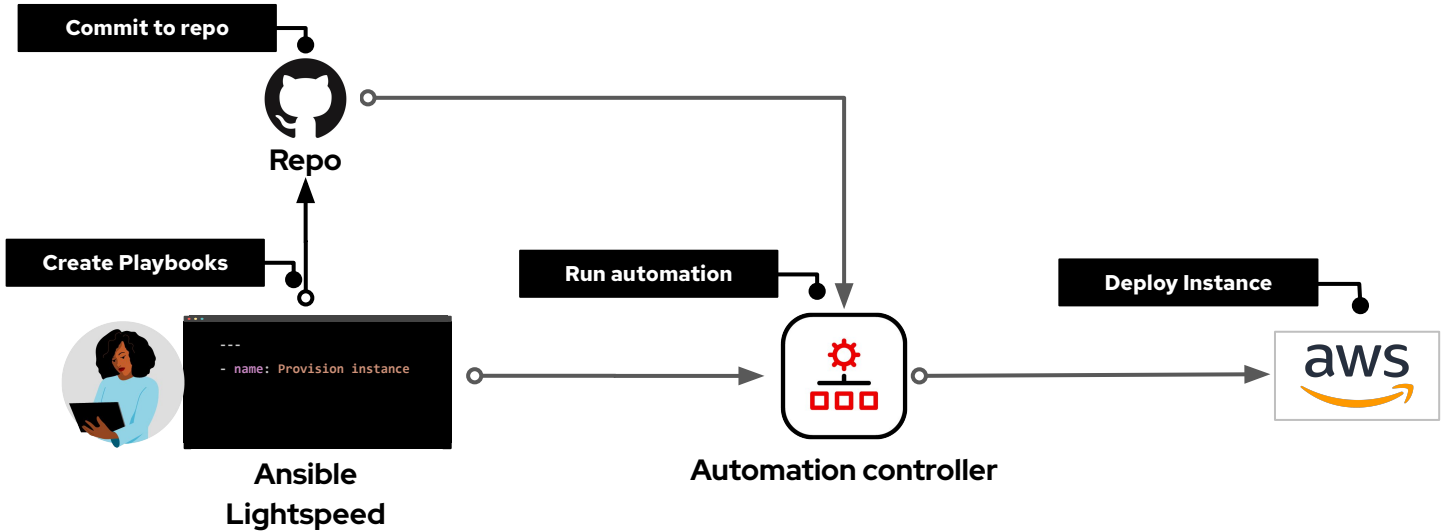 Commit to repo
Repo
Create Playbooks
Run automation
Deploy Instance
---
- name: Provision instance
aws
Ansible
Lightspeed
Automation controller